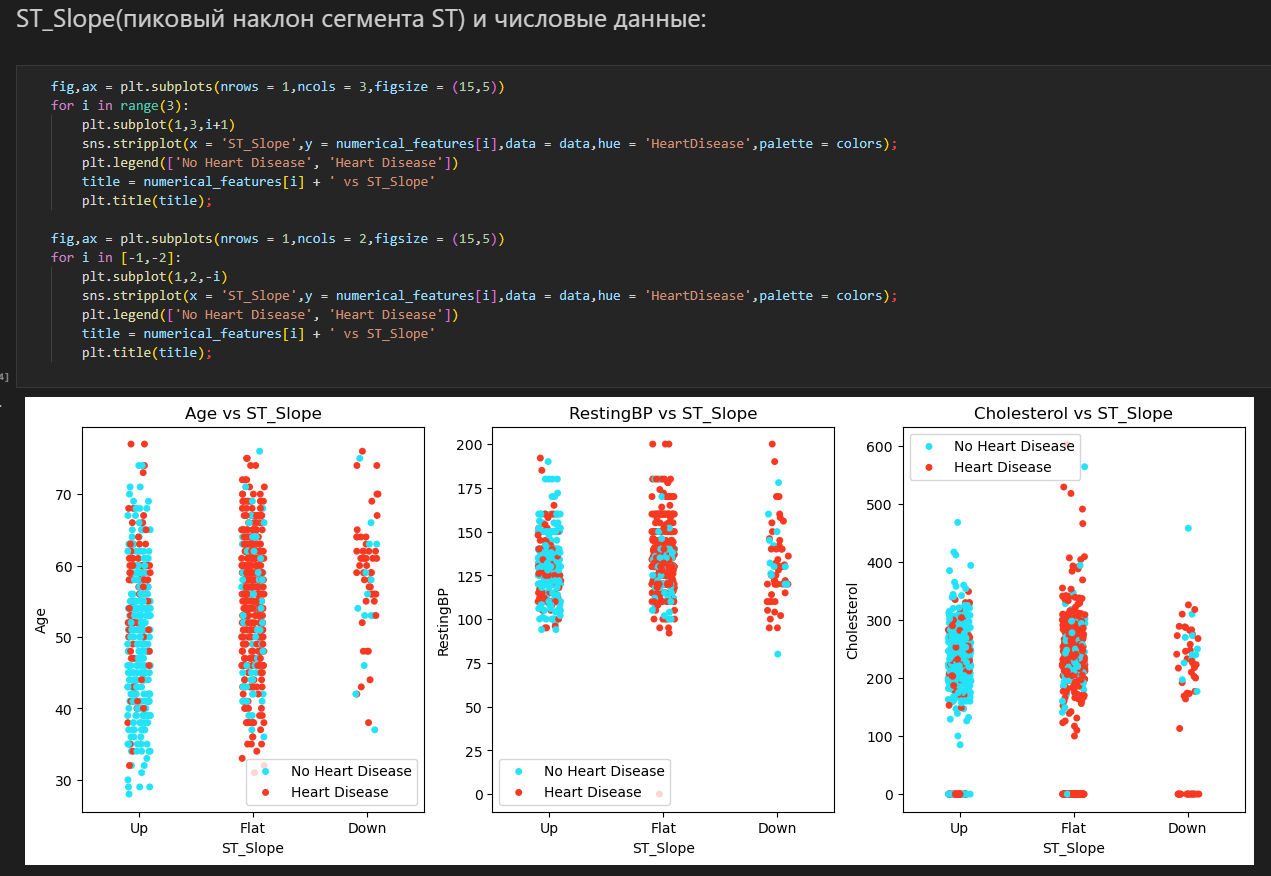 ST_Slope(пиковый наклон сегмента ST) и числовые данные:
fig,ax = plt.subplots(nrows = 1,ncols = 3,figsize = (15,5))
for i in range(3):
    plt.subplot(1,3,i+1)
    sns.stripplot(x = 'ST_Slope',y = numerical_features[i],data = data,hue = 'HeartDisease',palette = colors);
    plt.legend(['No Heart Disease', 'Heart Disease'])
    title = numerical_features[i] + ' vs ST_Slope'
    plt.title(title);
fig,ax = plt.subplots(nrows = 1,ncols = 2,figsize = (15,5))
for i in [-1,-2]:
    plt.subplot(1,2,-i)
    sns.stripplot(x = 'ST_Slope',y = numerical_features[i],data = data,hue = 'HeartDisease',palette = colors);
    plt.legend(['No Heart Disease', 'Heart Disease'])
    title = numerical_features[i] + ' vs ST_Slope'
    plt.title(title);
4]
Age vs ST_Slope
70
60
50
40
30
Age
No Heart Disease
Heart Disease
Up Flat Down
ST_Slope
RestingBP vs ST_Slope
200
175
150
125
100
75
50
25
0
RestingBP
No Heart Disease
Heart Disease
Up Flat Down
ST_Slope
Cholesterol vs ST_Slope
No Heart Disease
Heart Disease
600
500
400
300
200
100
0
Cholesterol
Up Flat Down
ST_Slope